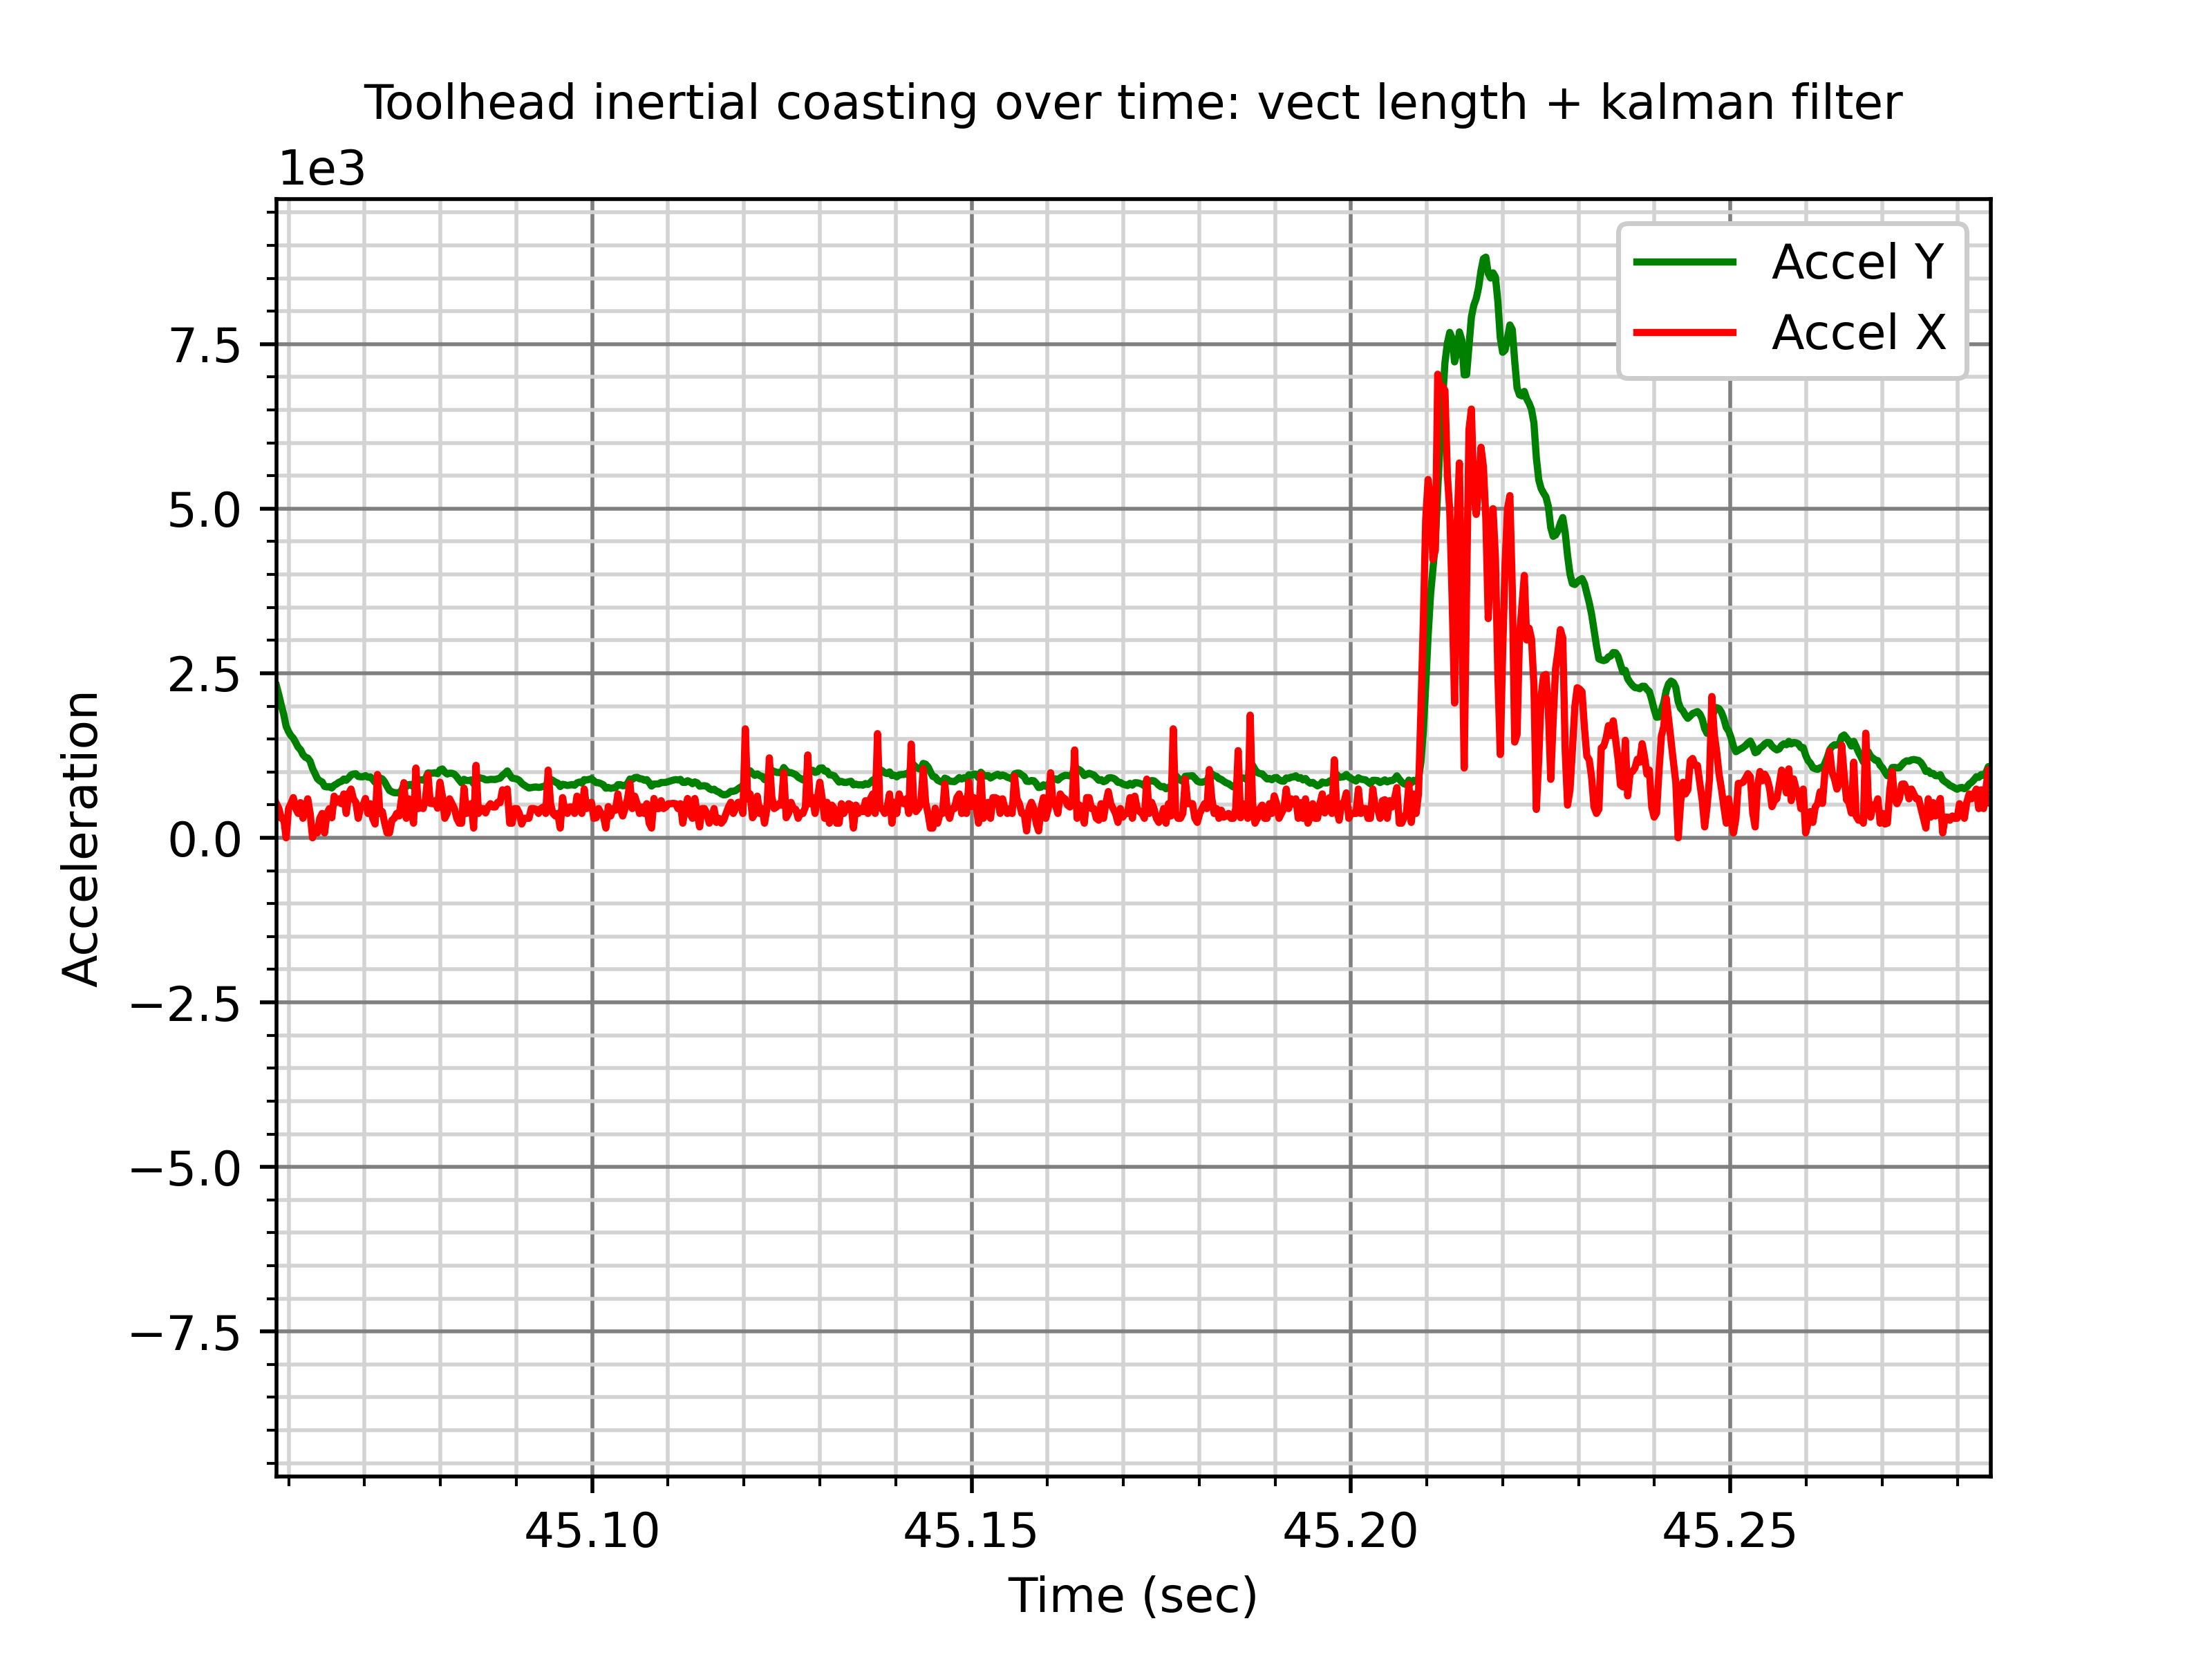 Toolhead inertial coasting over time: vect length + kalman filter
1e3
Accel Y
Accel X
7.5
5.0
2.5
0.0
−2.5
−5.0
−7.5
Acceleration
45.10 45.15 45.20 45.25
Time (sec)